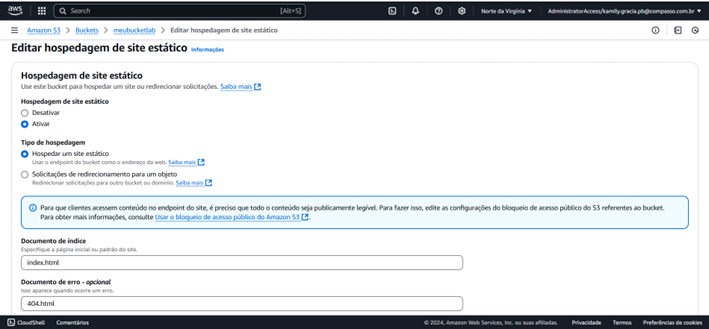 aws
Search
[Alt+S]
Norte da Virgínia
AdministratorAccess/kamily.gracia.pb@compasso.com.br
Amazon S3 > Buckets > meubucketlab > Editar hospedagem de site estático
Editar hospedagem de site estático Informações
Hospedagem de site estático
Use este bucket para hospedar um site ou redirecionar solicitações. Saiba mais
Hospedagem de site estático
Desativar
Ativar
Tipo de hospedagem
Hospedar um site estático
Usar o endpoint do bucket como o endereço da web. Saiba mais
Solicitações de redirecionamento para um objeto
Redirecionar solicitações para outro bucket ou domínio. Saiba mais
Para que clientes acessem conteúdo no endpoint do site, é preciso que todo o conteúdo seja publicamente legível. Para fazer isso, edite as configurações do bloqueio de acesso público do S3 referentes ao bucket.
Para obter mais informações, consulte Usar o bloqueio de acesso público do Amazon S3.
Documento de índice
Especifique a página inicial ou padrão do site.
index.html
Documento de erro - opcional
Isso aparece quando ocorre um erro.
404.html
CloudShell Comentários © 2024, Amazon Web Services, Inc. ou suas afiliadas. Privacidade Termos Preferências de cookies